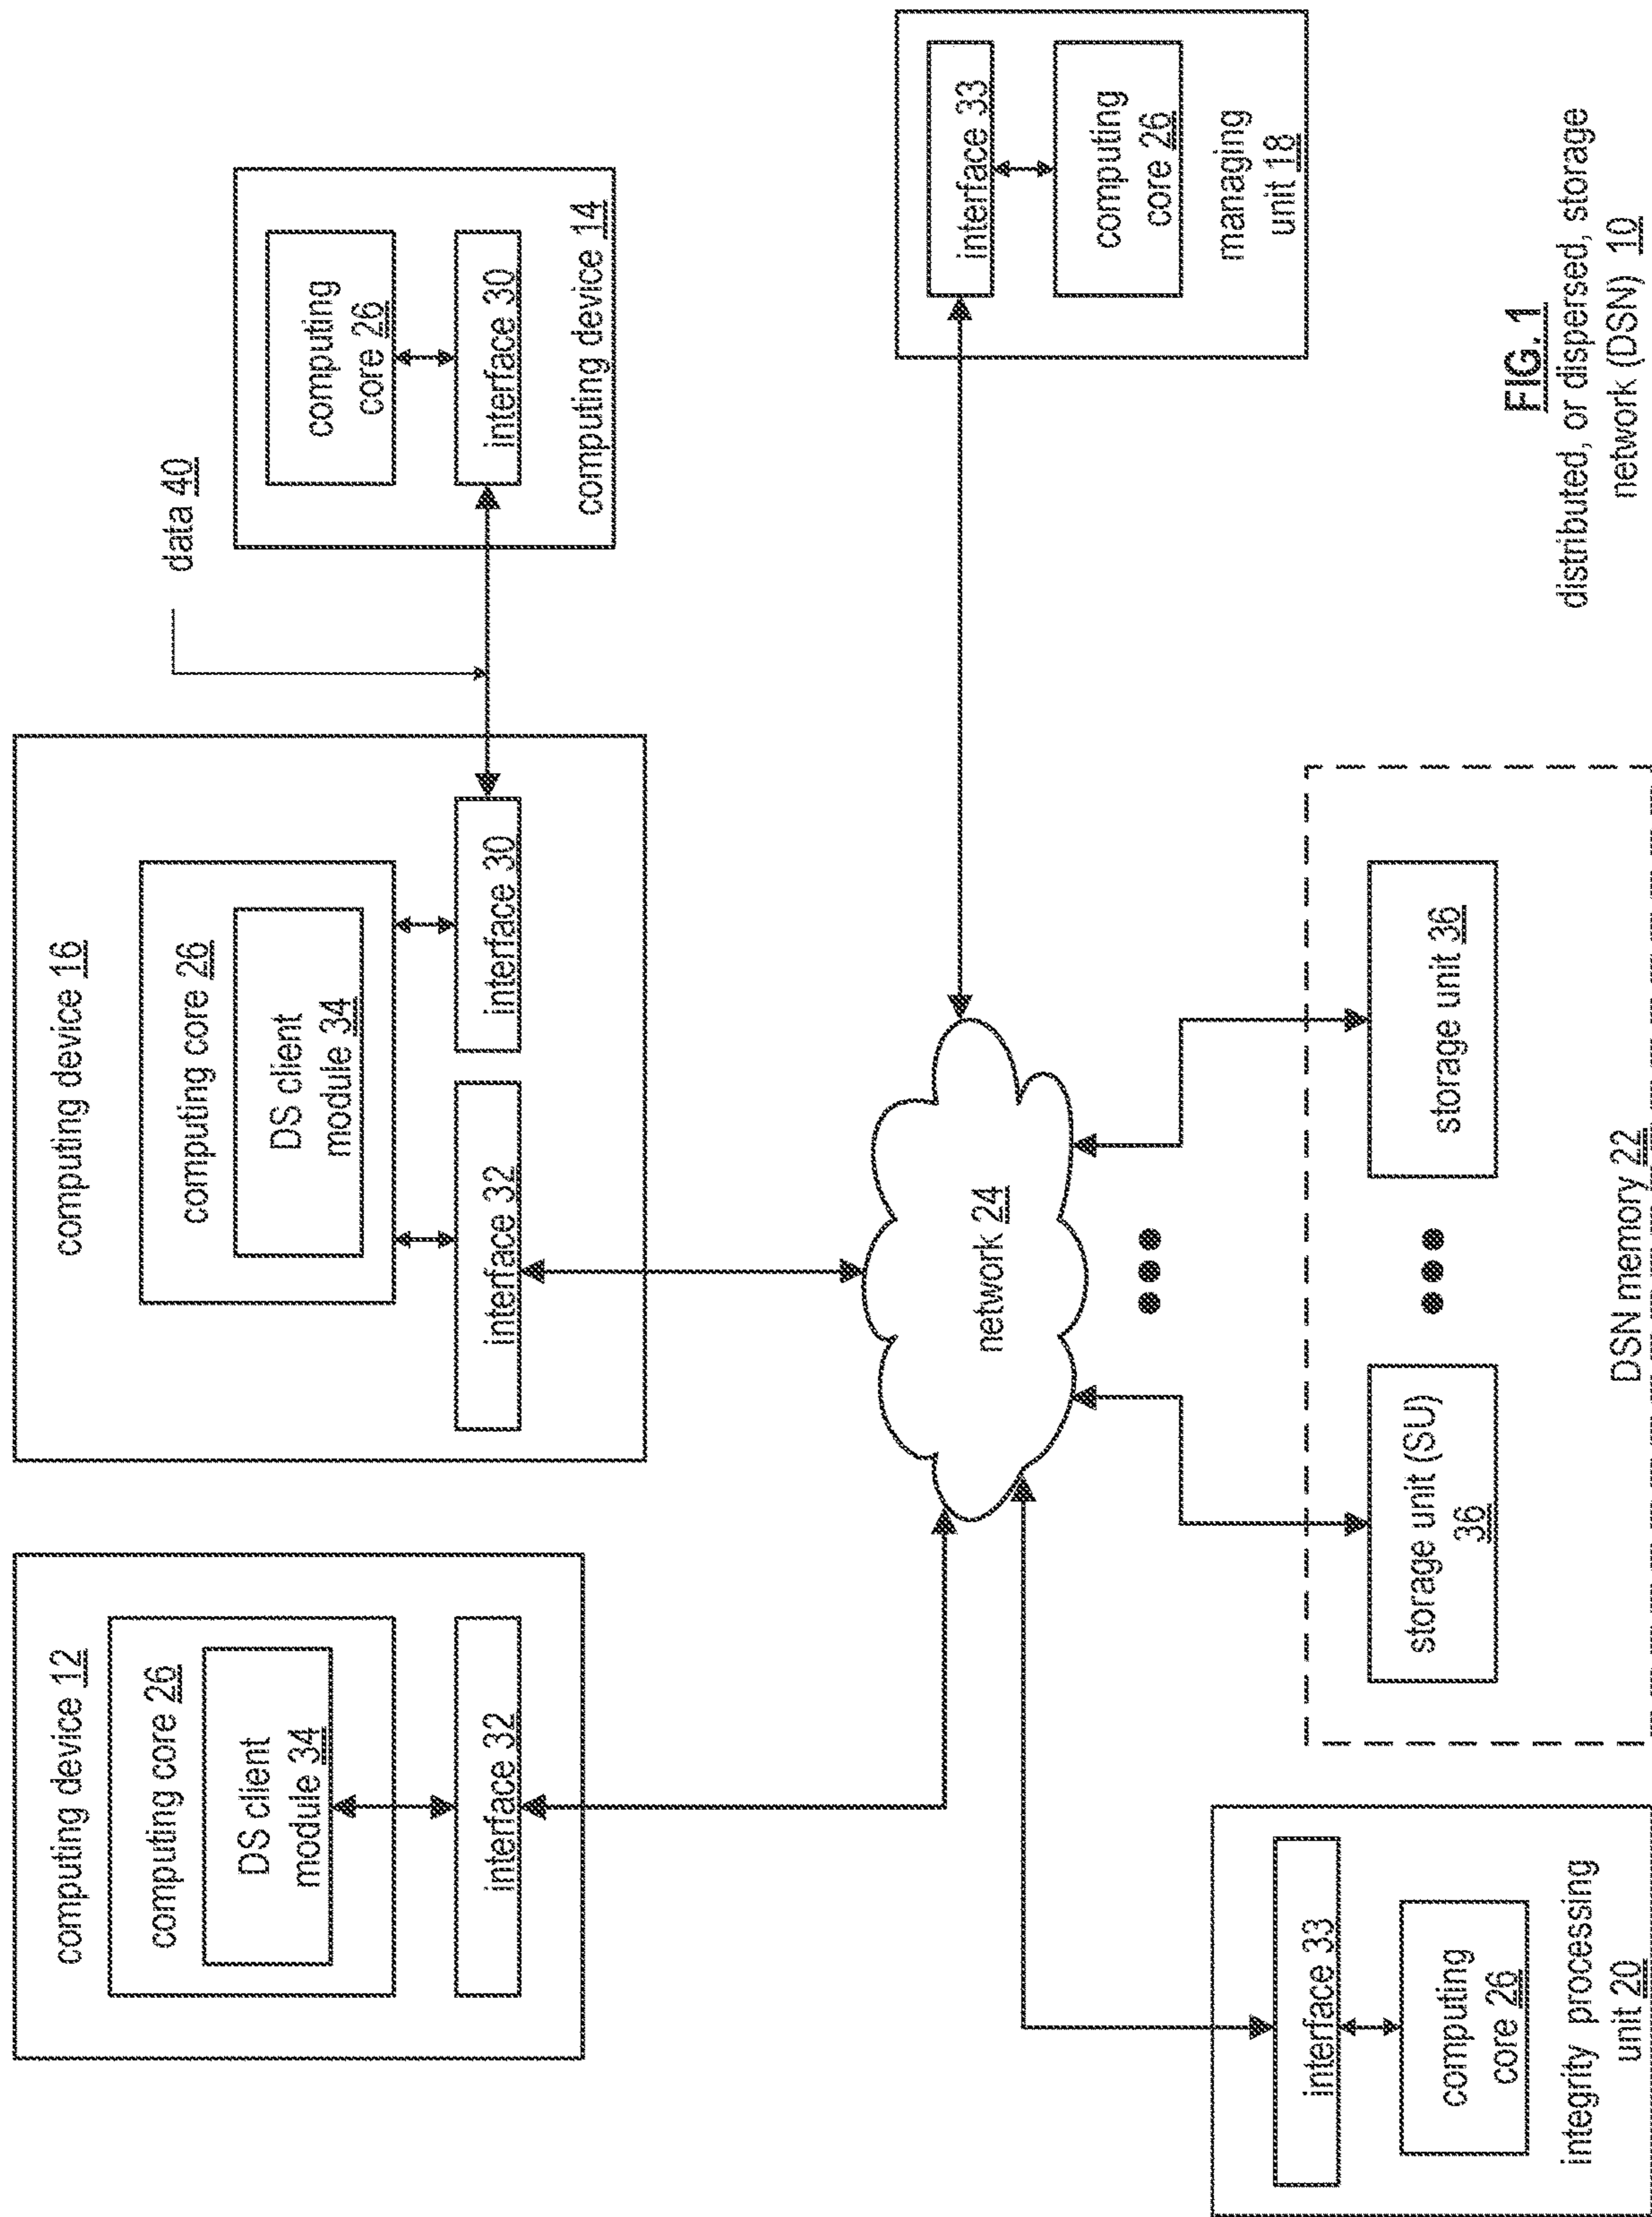 computing device 12
computing core 26
DS client
module 34
interface 32
computing device 16
computing core 26
DS client
module 34
interface 32
interface 30
data 40
computing
core 26
interface 30
computing device 14
network 24
interface 33
computing
core 26
managing
unit 18
interface 33
computing
core 26
integrity processing
unit 20
storage unit (SU)
36
storage unit 36
DSN memory 22
FIG. 1
distributed, or dispersed, storage
network (DSN) 10